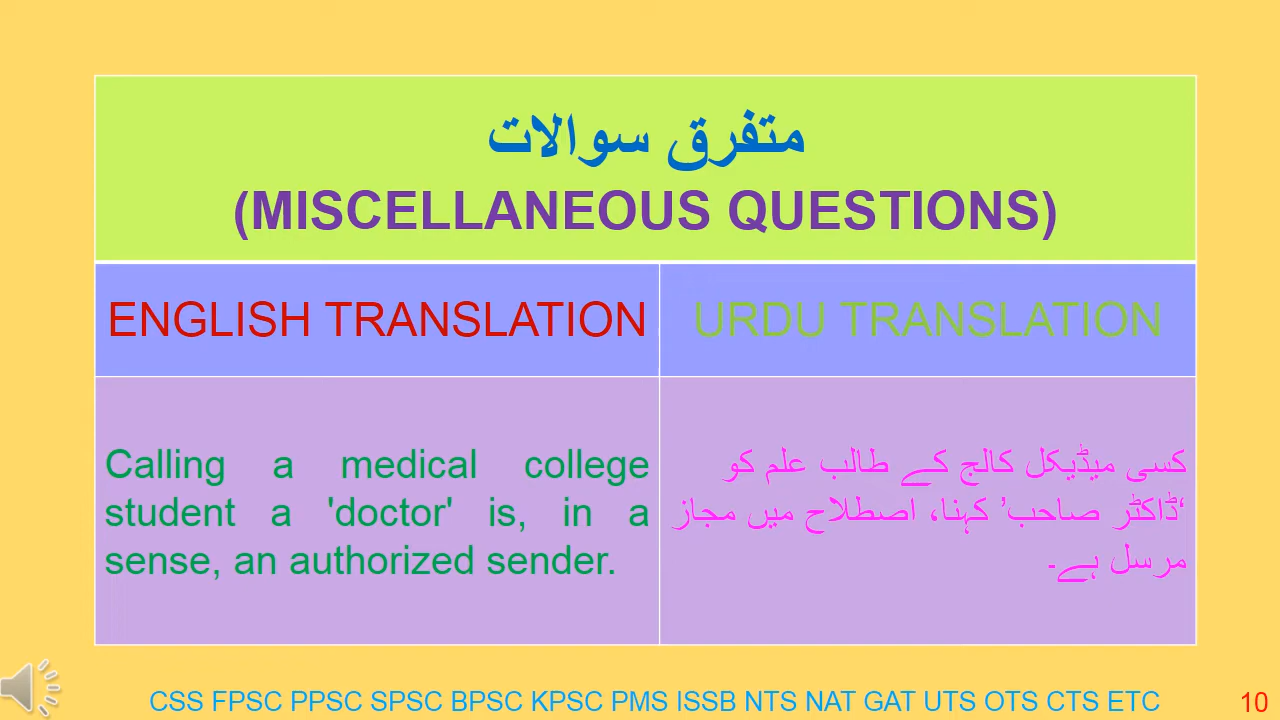 متفرق سوالات
(MISCELLANEOUS QUESTIONS)
ENGLISH TRANSLATION
URDU TRANSLATION
Calling a medical college
student a 'doctor' is, in a
sense, an authorized sender.
کسی میڈیکل کالج کے طالب علم کو
‘ڈاکٹر صاحب’ کہنا، اصطلاح میں مجاز
مرسل ہے۔
CSS FPSC PPSC SPSC BPSC KPSC PMS ISSB NTS NAT GAT UTS OTS CTS ETC
10